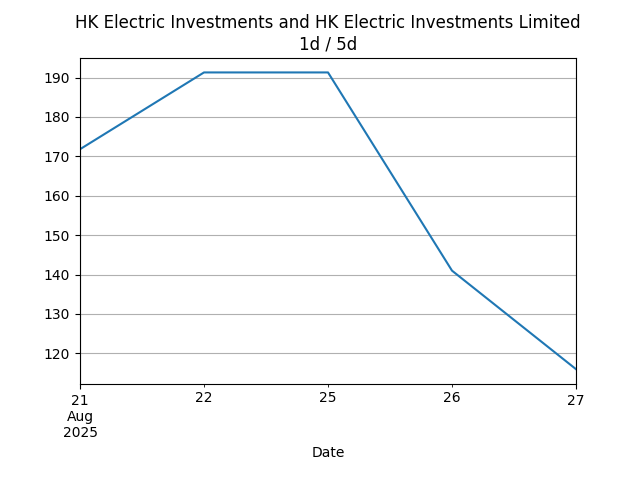 HK Electric Investments and HK Electric Investments Limited
1d / 5d
190
180
170
160
150
140
130
120
21 22 25 26 27
Aug
2025
Date